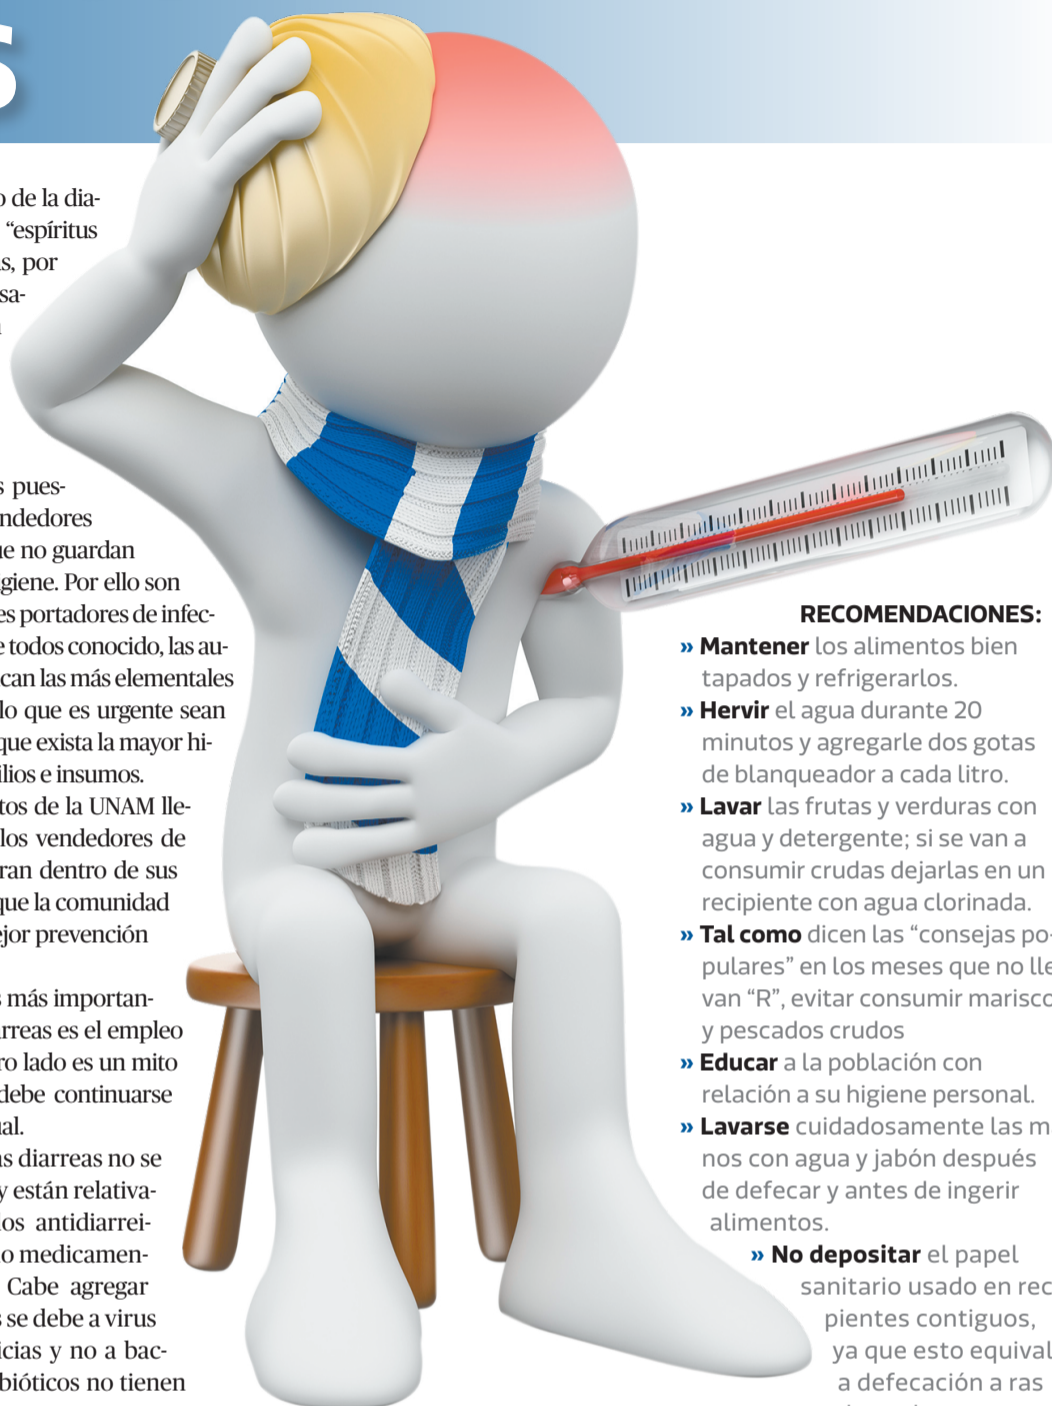 S
o de la dia-
“espíritus
s, por
sa-
s pues-
ndedores
ue no guardan
igiene. Por ello son
es portadores de infec-
e todos conocido, las au-
can las más elementales
lo que es urgente sean
que exista la mayor hi-
ilios e insumos.
tos de la UNAM lle-
los vendedores de
ran dentro de sus
que la comunidad
ejor prevención
s más importan-
arreas es el empleo
ro lado es un mito
debe continuarse
ual.
as diarreas no se
y están relativa-
los antidiarrei-
o medicamen-
Cabe agregar
s se debe a virus
icias y no a bac-
bióticos no tienen
RECOMENDACIONES:
» Mantener los alimentos bien
tapados y refrigerarlos.
» Hervir el agua durante 20
minutos y agregarle dos gotas
de blanqueador a cada litro.
» Lavar las frutas y verduras con
agua y detergente; si se van a
consumir crudas dejarlas en un
recipiente con agua clorinada.
» Tal como dicen las “consejas po-
pulares” en los meses que no lle
van “R”, evitar consumir marisco
y pescados crudos
» Educar a la población con
relación a su higiene personal.
» Lavarse cuidadosamente las m
nos con agua y jabón después
de defecar y antes de ingerir
alimentos.
» No depositar el papel
sanitario usado en rec
pientes contiguos,
ya que esto equival
a defecación a ras